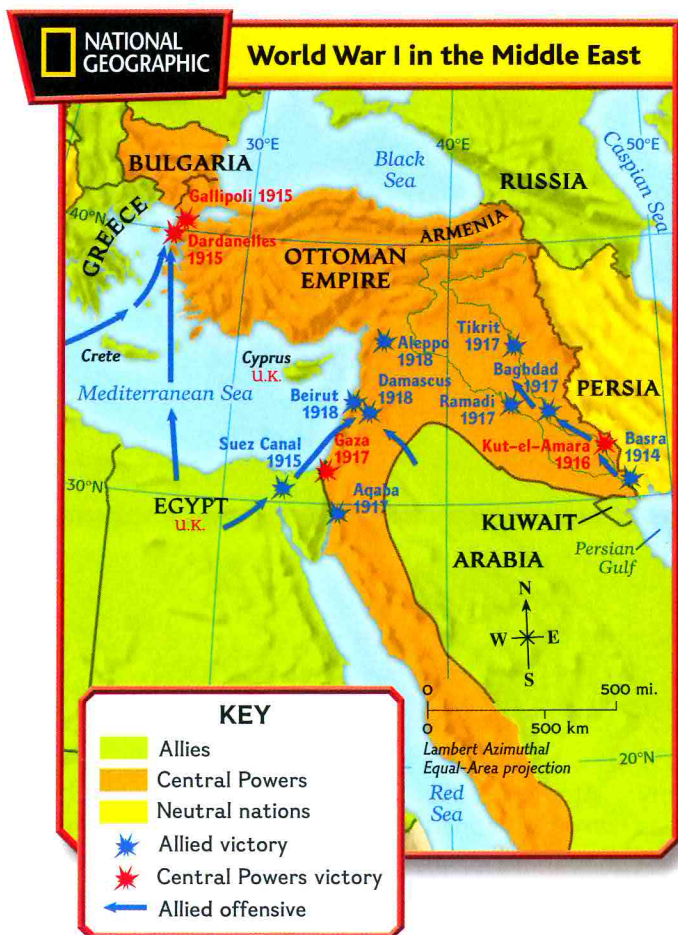 NATIONAL
GEOGRAPHIC
World War I in the Middle East
30°E
40°E
50°E
BULGARIA
Black
Sea
Caspian Sea
RUSSIA
Gallipoli 1915
40°N
GREECE
Dardanelles
1915
ARMENIA
OTTOMAN
EMPIRE
Crete
Cyprus
U.K.
Aleppo
1918
Tikrit
1917
Baghdad
1917
PERSIA
Mediterranean Sea
Beirut
1918
Damascus
1918
Ramadi
1917
Suez Canal
1915
Gaza
1917
Kut-el-Amara
1916
Basra
1914
30°N
EGYPT
U.K.
Aqaba
1917
KUWAIT
ARABIA
Persian
Gulf
N
W
E
S
0
500 mi.
0
500 km
Lambert Azimuthal
Equal-Area projection
20°N
Red
Sea
KEY
Allies
Central Powers
Neutral nations
Allied victory
Central Powers victory
Allied offensive